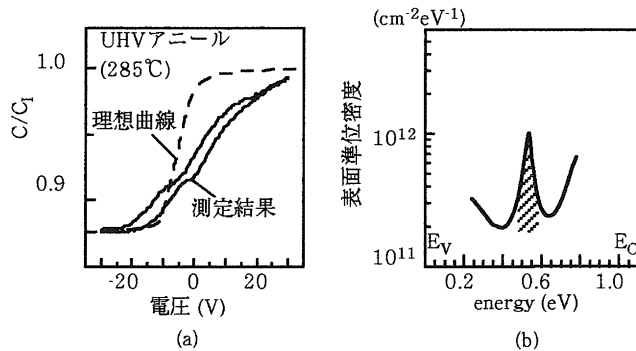 UHVアニール
(285℃)
1.0
理想曲線
C/C_I
0.9
測定結果
-20 0 20
電圧 (V)
(a)
(cm⁻²eV⁻¹)
(b)
10¹²
表面準位密度
10¹¹
E_V
E_C
0.2 0.6 1.0
energy (eV)
(b)